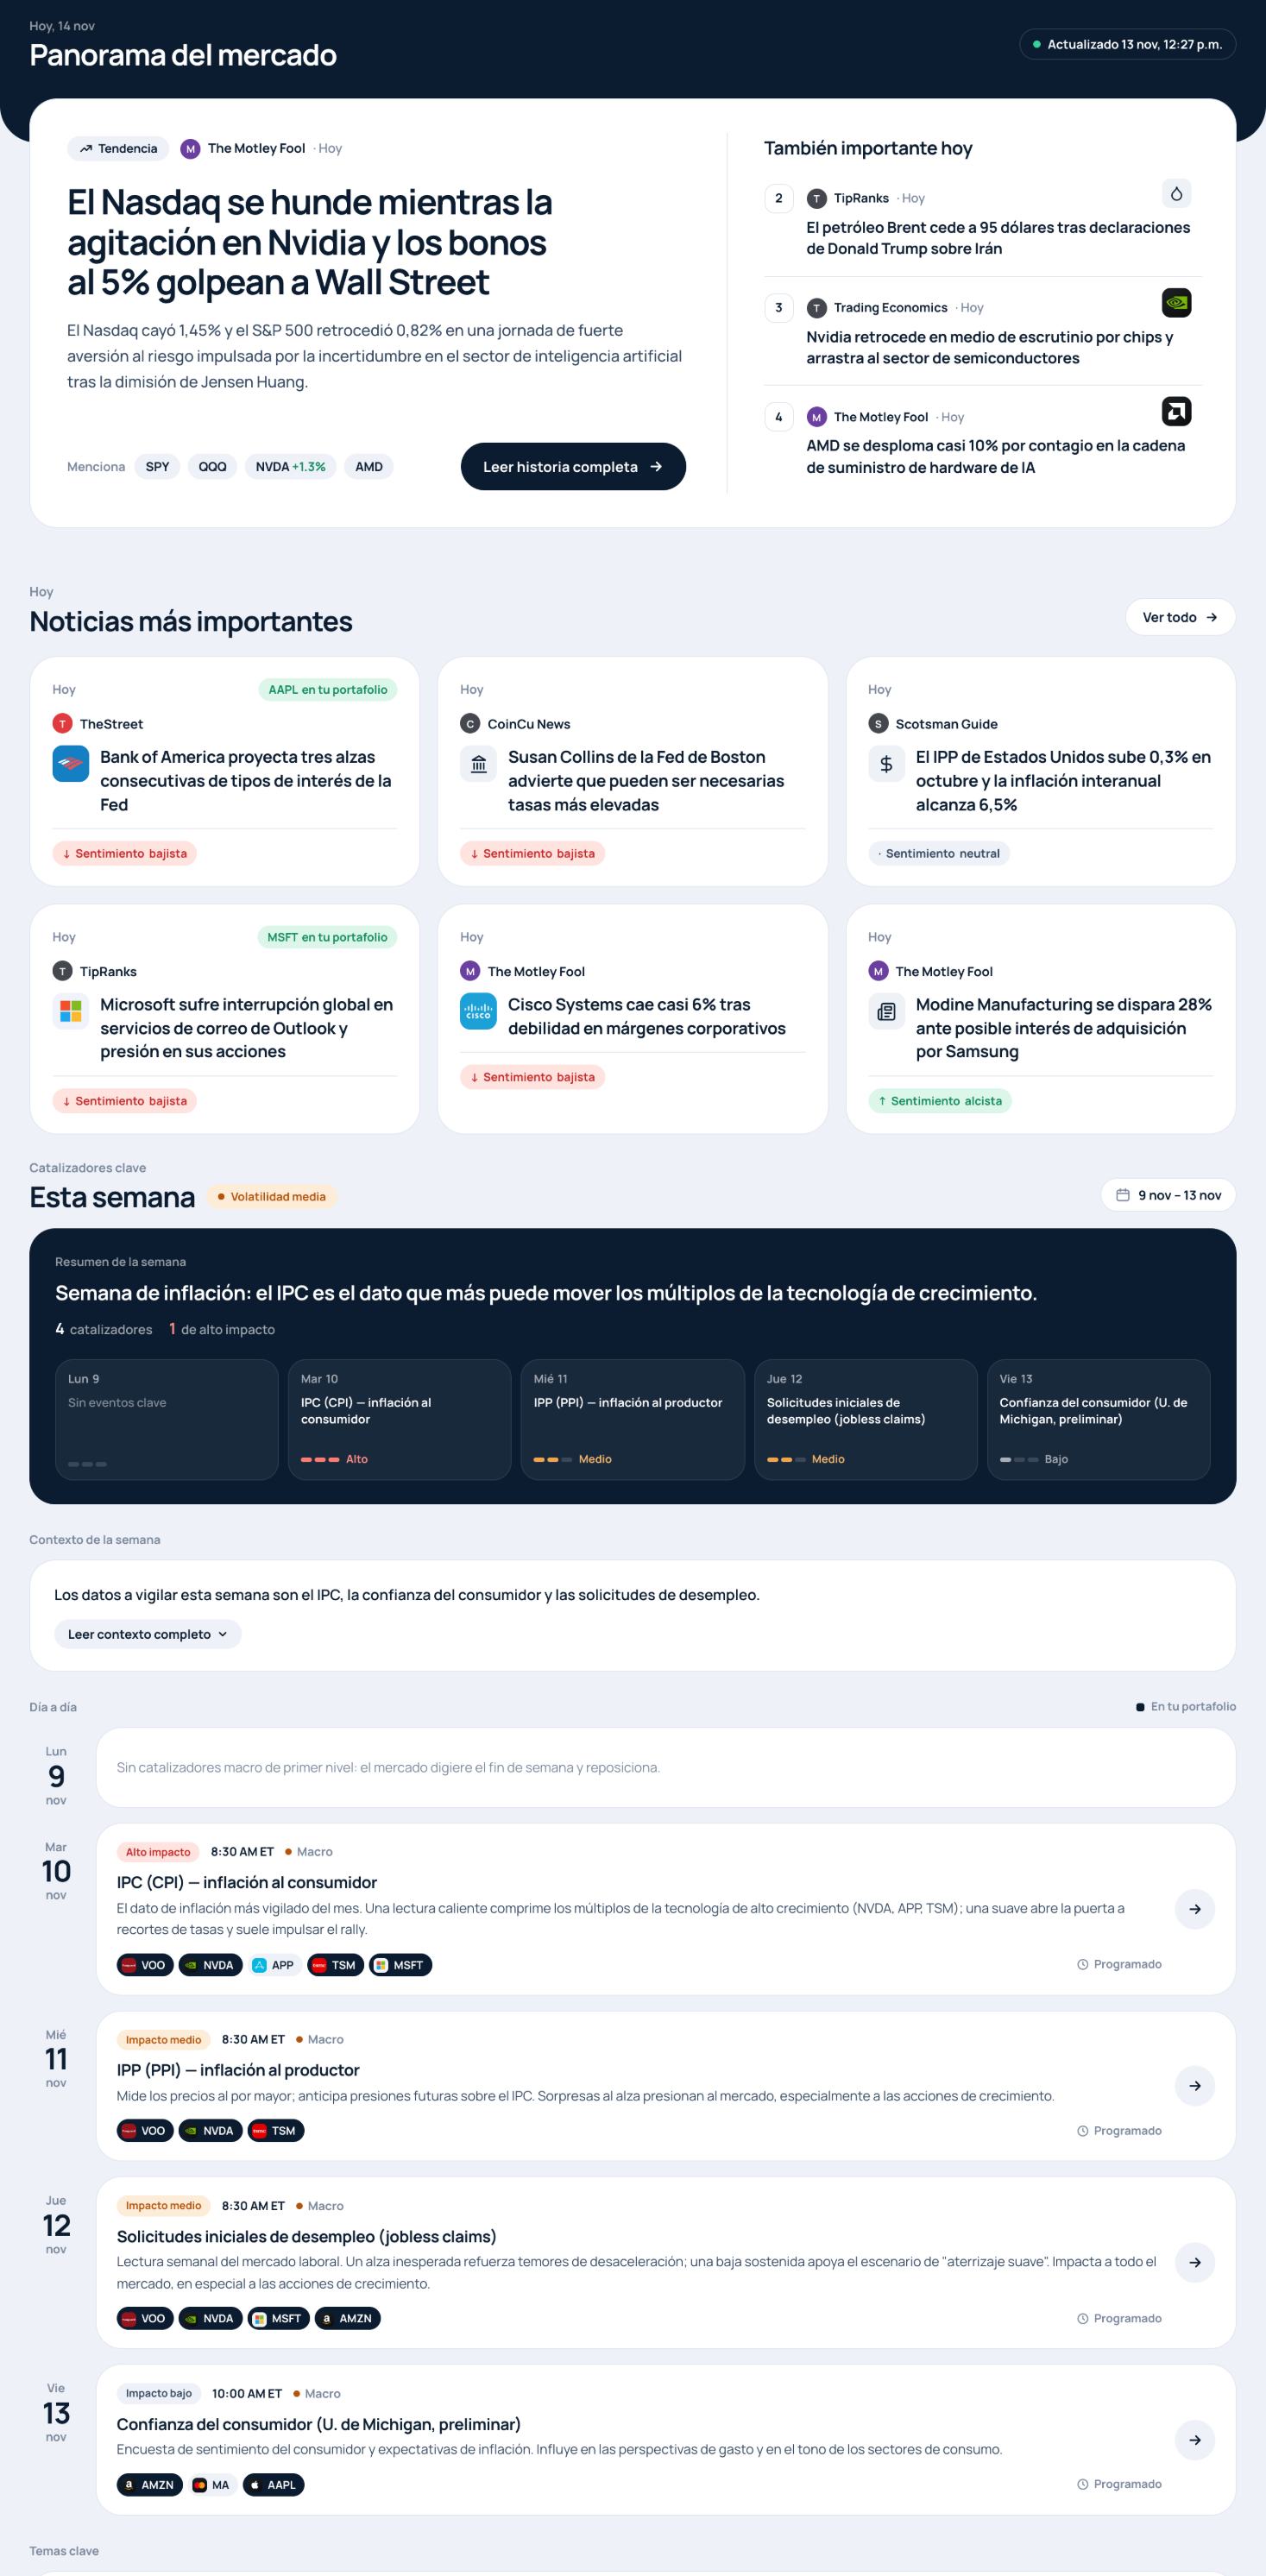 Hoy, 14 nov
Panorama del mercado
Actualizado 13 nov, 12:27 p.m.
Tendencia
M
The Motley Fool
· Hoy
El Nasdaq se hunde mientras la
agitación en Nvidia y los bonos
al 5% golpean a Wall Street
El Nasdaq cayó 1,45% y el S&P 500 retrocedió 0,82% en una jornada de fuerte
aversión al riesgo impulsada por la incertidumbre en el sector de inteligencia artificial
tras la dimisión de Jensen Huang.
Menciona
SPY
QQQ
NVDA +1.3%
AMD
Leer historia completa →
También importante hoy
2
T
TipRanks
· Hoy
El petróleo Brent cede a 95 dólares tras declaraciones
de Donald Trump sobre Irán
3
T
Trading Economics
· Hoy
Nvidia retrocede en medio de escrutinio por chips y
arrastra al sector de semiconductores
4
M
The Motley Fool
· Hoy
AMD se desploma casi 10% por contagio en la cadena
de suministro de hardware de IA
Hoy
Noticias más importantes
Ver todo →
Hoy
AAPL en tu portafolio
T
TheStreet
Bank of America proyecta tres alzas
consecutivas de tipos de interés de la
Fed
↓ Sentimiento bajista
Hoy
C
CoinCu News
Susan Collins de la Fed de Boston
advierte que pueden ser necesarias
tasas más elevadas
↓ Sentimiento bajista
Hoy
S
Scotsman Guide
$
El IPP de Estados Unidos sube 0,3% en
octubre y la inflación interanual
alcanza 6,5%
· Sentimiento neutral
Hoy
MSFT en tu portafolio
T
TipRanks
Microsoft sufre interrupción global en
servicios de correo de Outlook y
presión en sus acciones
↓ Sentimiento bajista
Hoy
M
The Motley Fool
CISCO
Cisco Systems cae casi 6% tras
debilidad en márgenes corporativos
↓ Sentimiento bajista
Hoy
M
The Motley Fool
Modine Manufacturing se dispara 28%
ante posible interés de adquisición
por Samsung
↑ Sentimiento alcista
Catalizadores clave
Esta semana
Volatilidad media
9 nov – 13 nov
Resumen de la semana
Semana de inflación: el IPC es el dato que más puede mover los múltiplos de la tecnología de crecimiento.
4 catalizadores 1 de alto impacto
Lun 9
Sin eventos clave
Mar 10
IPC (CPI) — inflación al
consumidor
Alto
Mié 11
IPP (PPI) — inflación al productor
Medio
Jue 12
Solicitudes iniciales de
desempleo (jobless claims)
Medio
Vie 13
Confianza del consumidor (U. de
Michigan, preliminar)
Bajo
Contexto de la semana
Los datos a vigilar esta semana son el IPC, la confianza del consumidor y las solicitudes de desempleo.
Leer contexto completo
Día a día
En tu portafolio
Lun
9
nov
Sin catalizadores macro de primer nivel: el mercado digiere el fin de semana y reposiciona.
Mar
10
nov
Alto impacto
8:30 AM ET
Macro
IPC (CPI) — inflación al consumidor
El dato de inflación más vigilado del mes. Una lectura caliente comprime los múltiplos de la tecnología de alto crecimiento (NVDA, APP, TSM); una suave abre la puerta a
recortes de tasas y suele impulsar el rally.
VOO
NVDA
APP
TSM
MSFT
Programado
Mié
11
nov
Impacto medio
8:30 AM ET
Macro
IPP (PPI) — inflación al productor
Mide los precios al por mayor; anticipa presiones futuras sobre el IPC. Sorpresas al alza presionan al mercado, especialmente a las acciones de crecimiento.
VOO
NVDA
TSM
Programado
Jue
12
nov
Impacto medio
8:30 AM ET
Macro
Solicitudes iniciales de desempleo (jobless claims)
Lectura semanal del mercado laboral. Un alza inesperada refuerza temores de desaceleración; una baja sostenida apoya el escenario de "aterrizaje suave". Impacta a todo el
mercado, en especial a las acciones de crecimiento.
VOO
NVDA
MSFT
AMZN
Programado
Vie
13
nov
Impacto bajo
10:00 AM ET
Macro
Confianza del consumidor (U. de Michigan, preliminar)
Encuesta de sentimiento del consumidor y expectativas de inflación. Influye en las perspectivas de gasto y en el tono de los sectores de consumo.
AMZN
MA
AAPL
Programado
Temas clave